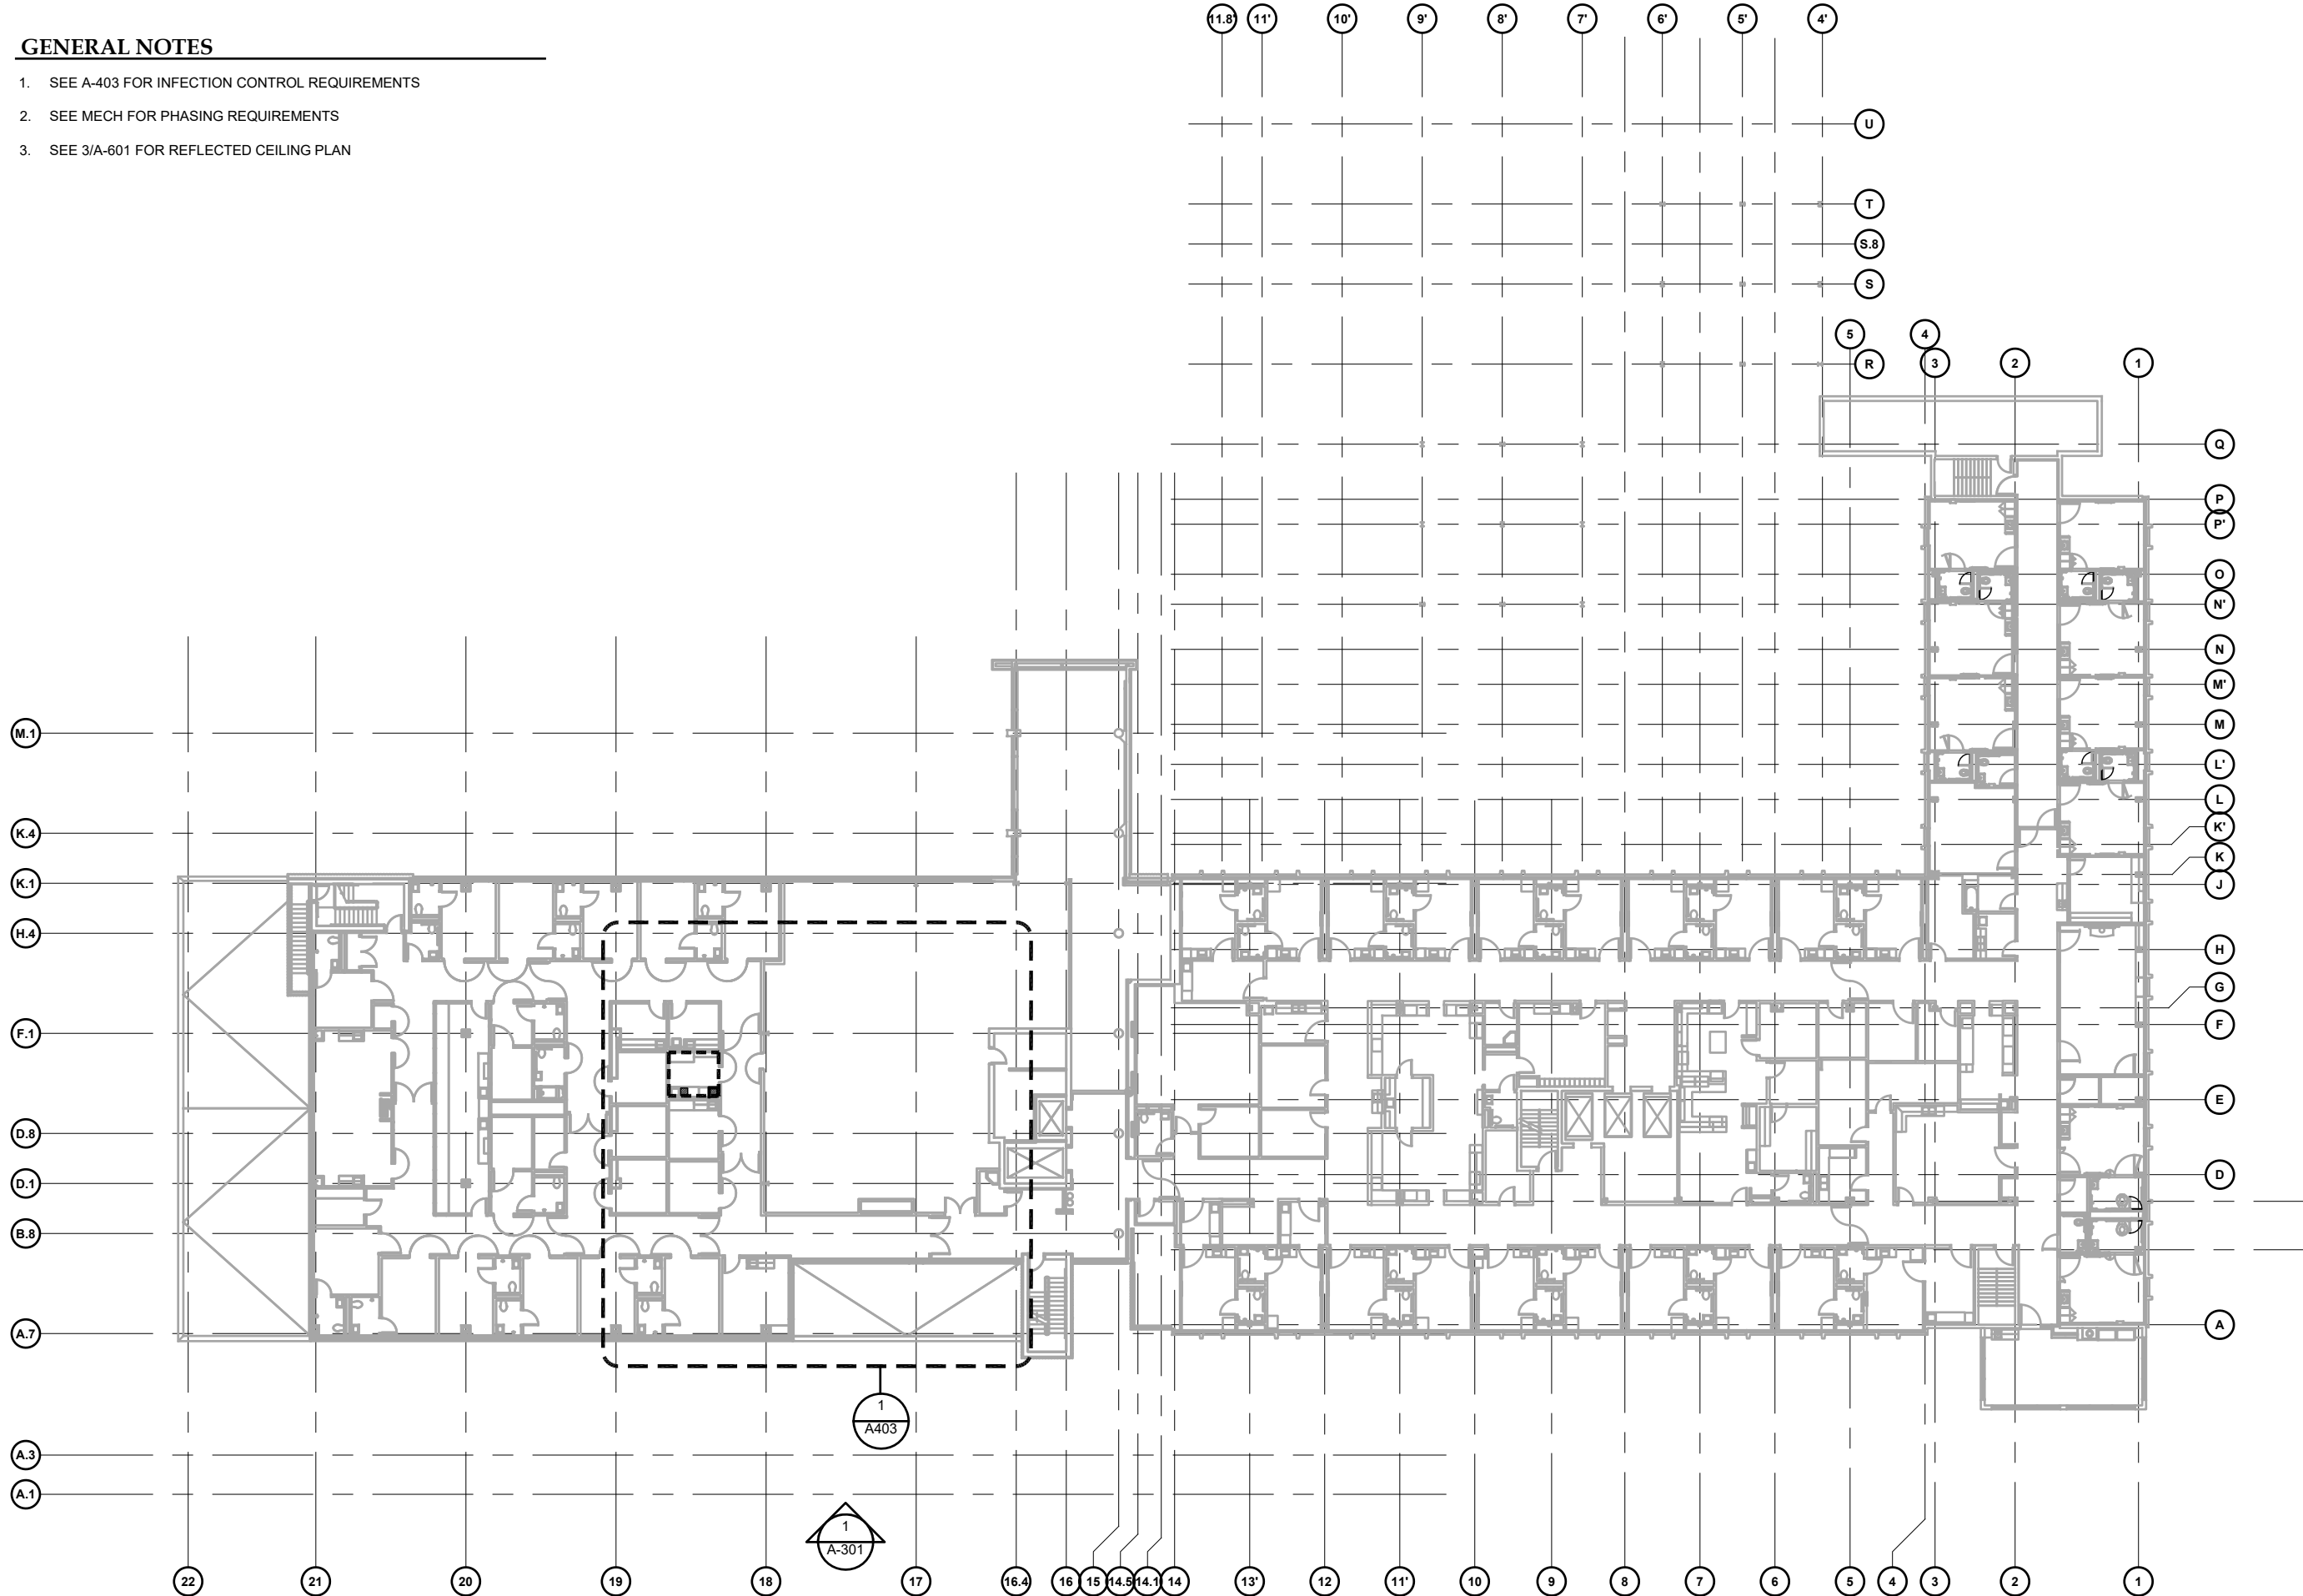 11.8' 11' 10' 9' 8' 7' 6' 5' 4'
GENERAL NOTES
1. SEE A-403 FOR INFECTION CONTROL REQUIREMENTS
2. SEE MECH FOR PHASING REQUIREMENTS
3. SEE 3/A-601 FOR REFLECTED CEILING PLAN
U
T
S.8
S
5 4
R 3 2 1
Q
P
P'
O
N'
N
M'
M.1 M
L'
L
K.4 K'
K
K.1 J
H.4 H
G
F.1 F
E
D.8
D.1 D
B.8
A.7 A
1
A403
A.3
A.1
1
A-301
22 21 20 19 18 17 16.4 16 15 14.5 14.1 14 13' 12 11' 10 9 8 7 6 5 4 3 2 1